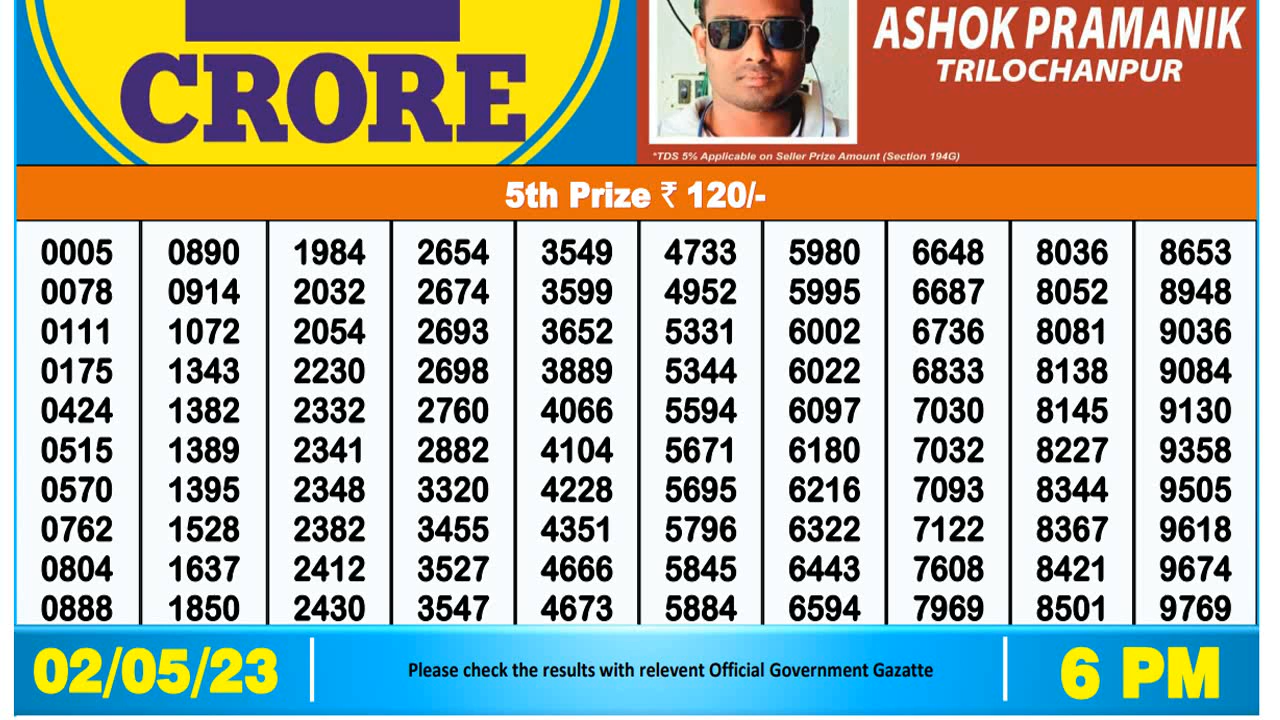 CRORE
ASHOK PRAMANIK
TRILOCHANPUR
*TDS 5% Applicable on Seller Prize Amount (Section 194G)
5th Prize ₹ 120/-
0005 0890 1984 2654 3549 4733 5980 6648 8036 8653
0078 0914 2032 2674 3599 4952 5995 6687 8052 8948
0111 1072 2054 2693 3652 5331 6002 6736 8081 9036
0175 1343 2230 2698 3889 5344 6022 6833 8138 9084
0424 1382 2332 2760 4066 5594 6097 7030 8145 9130
0515 1389 2341 2882 4104 5671 6180 7032 8227 9358
0570 1395 2348 3320 4228 5695 6216 7093 8344 9505
0762 1528 2382 3455 4351 5796 6322 7122 8367 9618
0804 1637 2412 3527 4666 5845 6443 7608 8421 9674
0888 1850 2430 3547 4673 5884 6594 7969 8501 9769
02/05/23
Please check the results with relevent Official Government Gazatte
6 PM